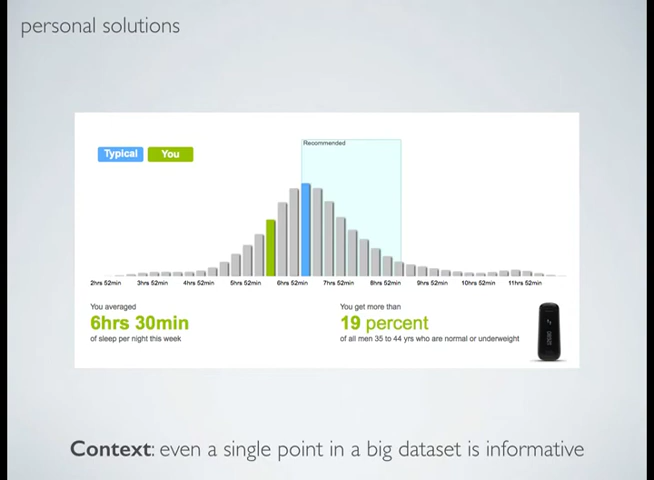 personal solutions
Typical
You
Recommended
2hrs 52min 3hrs 52min 4hrs 52min 5hrs 52min 6hrs 52min 7hrs 52min 8hrs 52min 9hrs 52min 10hrs 52min 11hrs 52min
You averaged
6hrs 30min
of sleep per night this week
You get more than
19 percent
of all men 35 to 44 yrs who are normal or underweight
Context: even a single point in a big dataset is informative